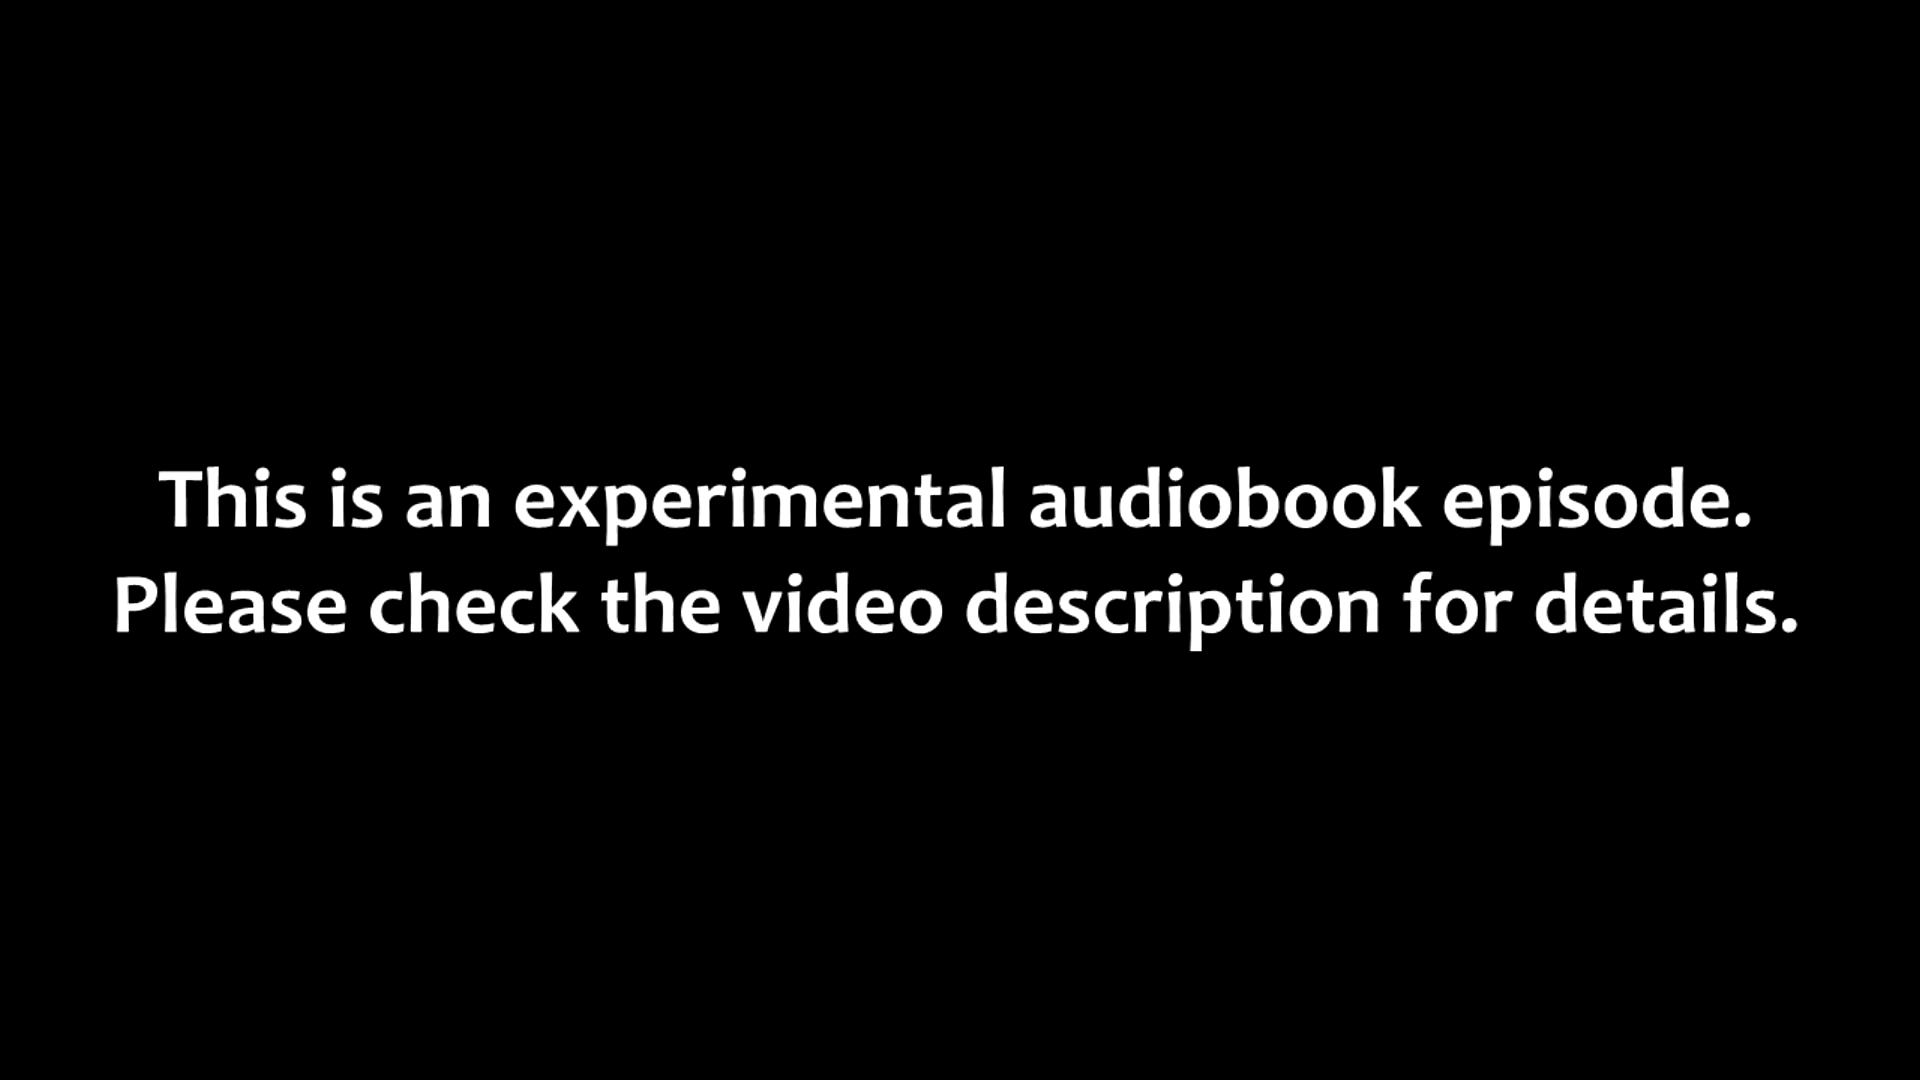 This is an experimental audiobook episode.
Please check the video description for details.